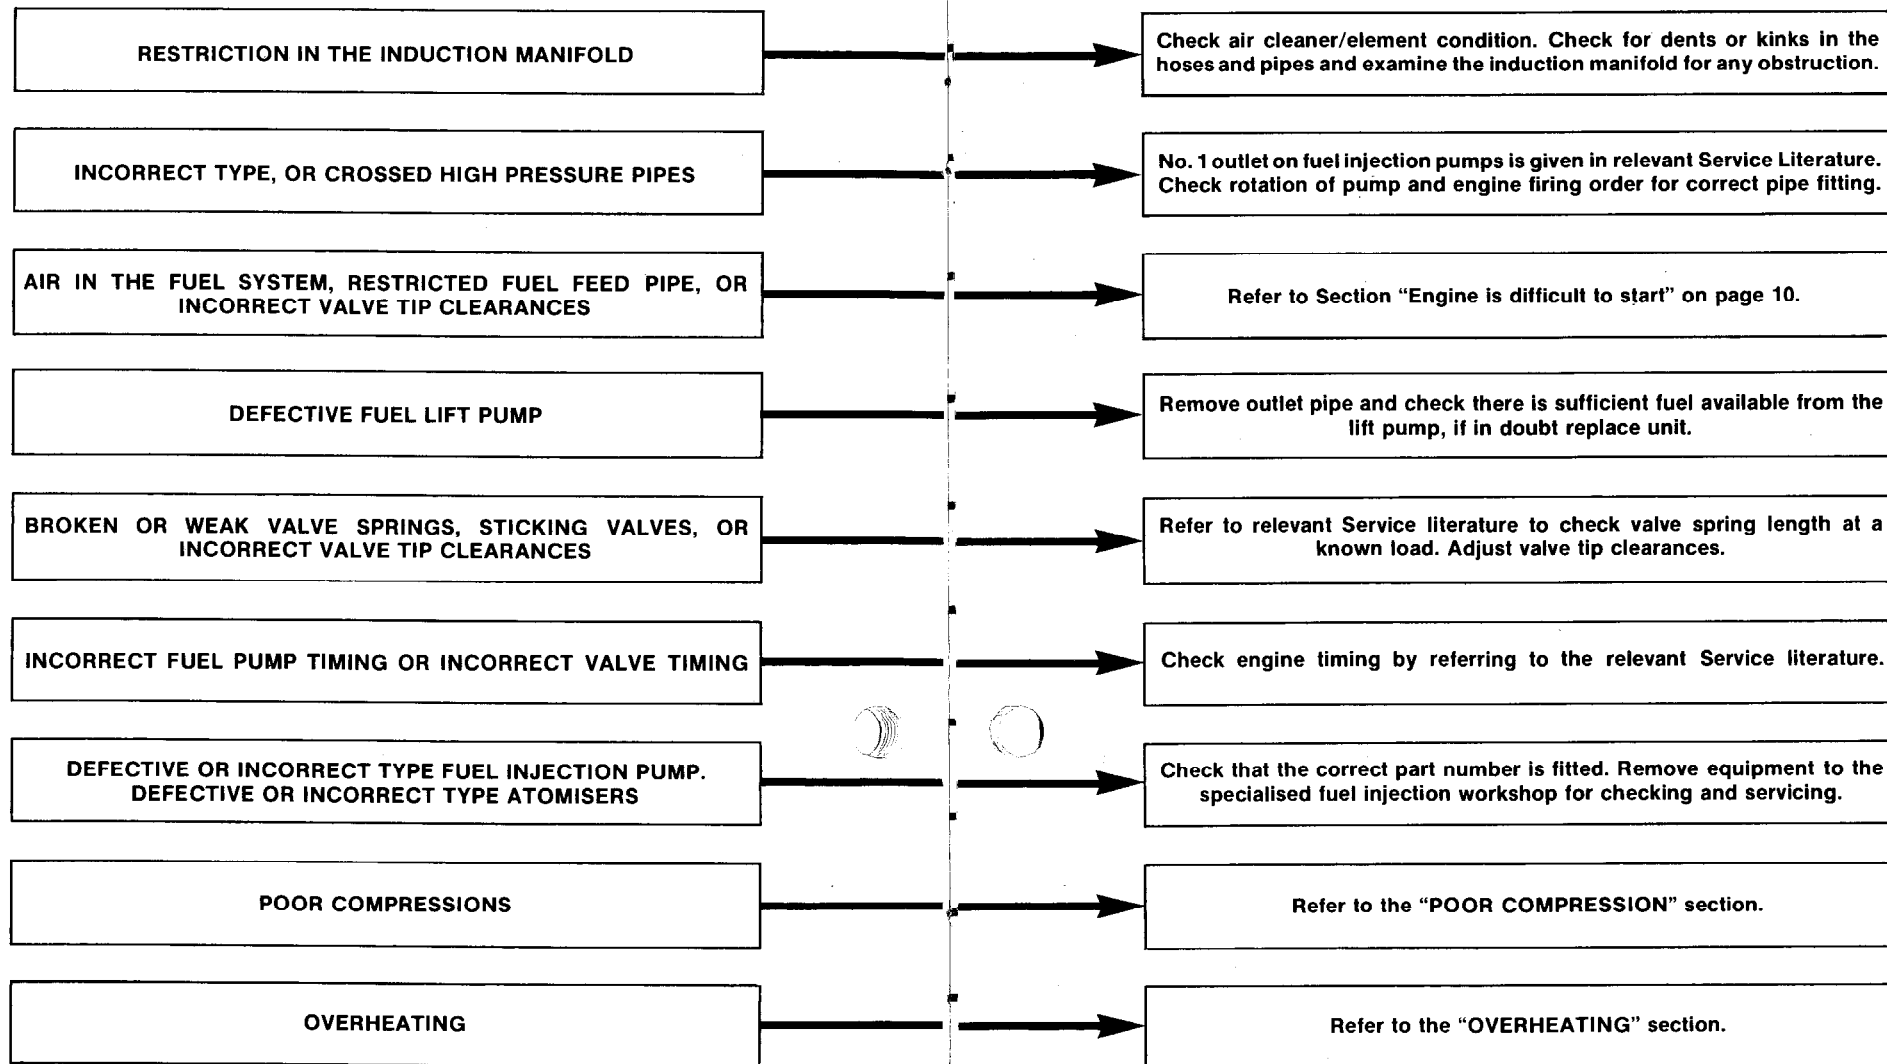 RESTRICTION IN THE INDUCTION MANIFOLD
Check air cleaner/element condition. Check for dents or kinks in the
hoses and pipes and examine the induction manifold for any obstruction.
INCORRECT TYPE, OR CROSSED HIGH PRESSURE PIPES
No. 1 outlet on fuel injection pumps is given in relevant Service Literature.
Check rotation of pump and engine firing order for correct pipe fitting.
AIR IN THE FUEL SYSTEM, RESTRICTED FUEL FEED PIPE, OR
INCORRECT VALVE TIP CLEARANCES
Refer to Section “Engine is difficult to start” on page 10.
DEFECTIVE FUEL LIFT PUMP
Remove outlet pipe and check there is sufficient fuel available from the
lift pump, if in doubt replace unit.
BROKEN OR WEAK VALVE SPRINGS, STICKING VALVES, OR
INCORRECT VALVE TIP CLEARANCES
Refer to relevant Service literature to check valve spring length at a
known load. Adjust valve tip clearances.
INCORRECT FUEL PUMP TIMING OR INCORRECT VALVE TIMING
Check engine timing by referring to the relevant Service literature.
DEFECTIVE OR INCORRECT TYPE FUEL INJECTION PUMP.
DEFECTIVE OR INCORRECT TYPE ATOMISERS
Check that the correct part number is fitted. Remove equipment to the
specialised fuel injection workshop for checking and servicing.
POOR COMPRESSIONS
Refer to the “POOR COMPRESSION” section.
OVERHEATING
Refer to the “OVERHEATING” section.